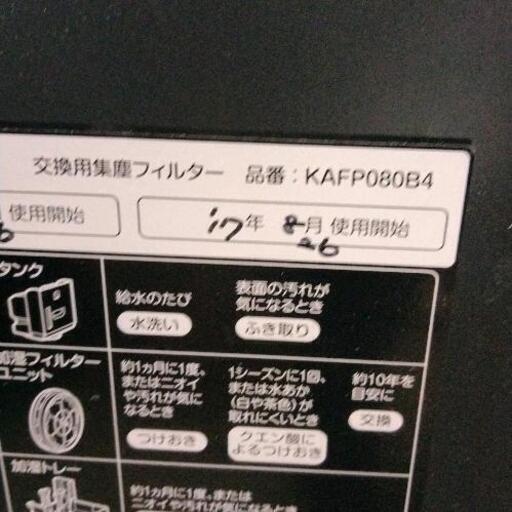 交換用集塵フィルター 品番：KAFP080B4
使用開始
17年 8月 使用開始
26
タンク
給水のたび
水洗い
表面の汚れが
気になるとき
ふき取り
加湿フィルター
ユニット
約1ヵ月に1度、
またはニオイ
や汚れが気に
なるとき
つけおき
1シーズンに1回、
または水あか
（白や茶色）が
取れにくいとき
クエン酸に
よるつけおき
約10年を
目安に
交換
加湿トレー
約1ヵ月に1度、または
ニオイや汚れが気になるとき